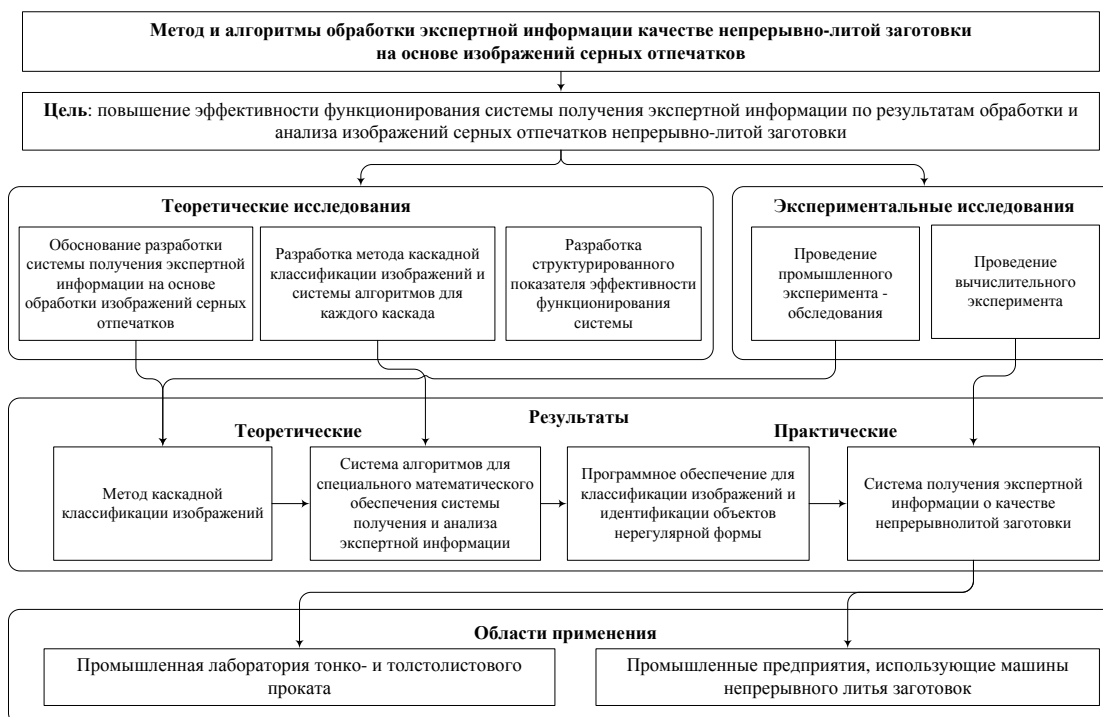 Метод и алгоритмы обработки экспертной информации качестве непрерывно-литой заготовки
на основе изображений серных отпечатков
Цель: повышение эффективности функционирования системы получения экспертной информации по результатам обработки и
анализа изображений серных отпечатков непрерывно-литой заготовки
Теоретические исследования
Обоснование разработки
системы получения экспертной
информации на основе
обработки изображений серных
отпечатков
Разработка метода каскадной
классификации изображений и
системы алгоритмов для
каждого каскада
Разработка
структурированного
показателя эффективности
функционирования
системы
Экспериментальные исследования
Проведение
промышленного
эксперимента -
обследования
Проведение
вычислительного
эксперимента
Результаты
Теоретические
Практические
Метод каскадной
классификации изображений
Система алгоритмов для
специального математического
обеспечения системы
получения и анализа
экспертной информации
Программное обеспечение для
классификации изображений и
идентификации объектов
нерегулярной формы
Система получения экспертной
информации о качестве
непрерывнолитой заготовки
Области применения
Промышленная лаборатория тонко- и толстолистового
проката
Промышленные предприятия, использующие машины
непрерывного литья заготовок